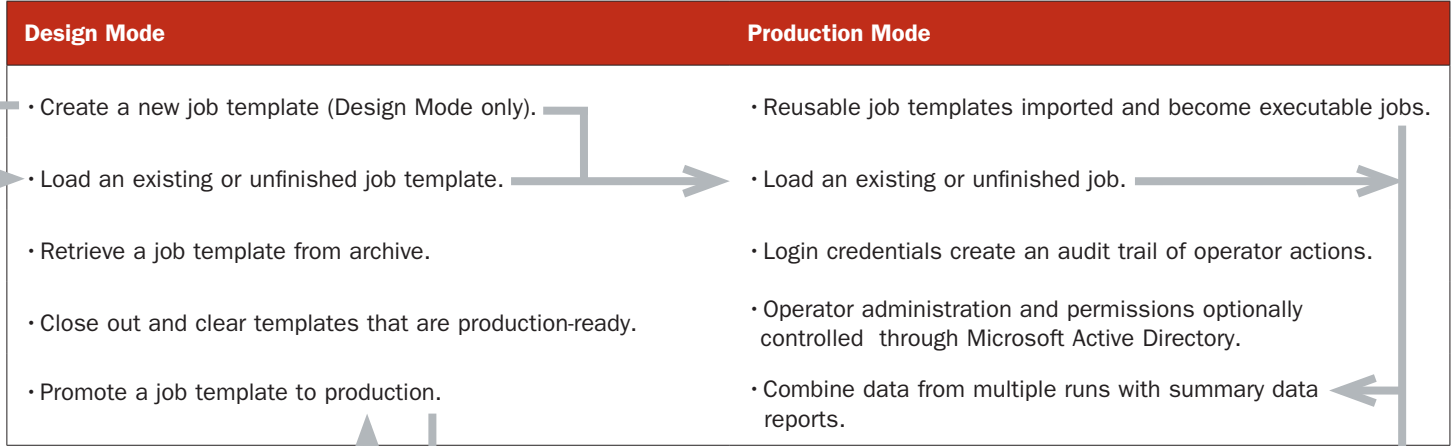 Design Mode
· Create a new job template (Design Mode only).
· Load an existing or unfinished job template.
· Retrieve a job template from archive.
· Close out and clear templates that are production-ready.
· Promote a job template to production.
Production Mode
· Reusable job templates imported and become executable jobs.
· Load an existing or unfinished job.
· Login credentials create an audit trail of operator actions.
· Operator administration and permissions optionally
controlled through Microsoft Active Directory.
· Combine data from multiple runs with summary data
reports.